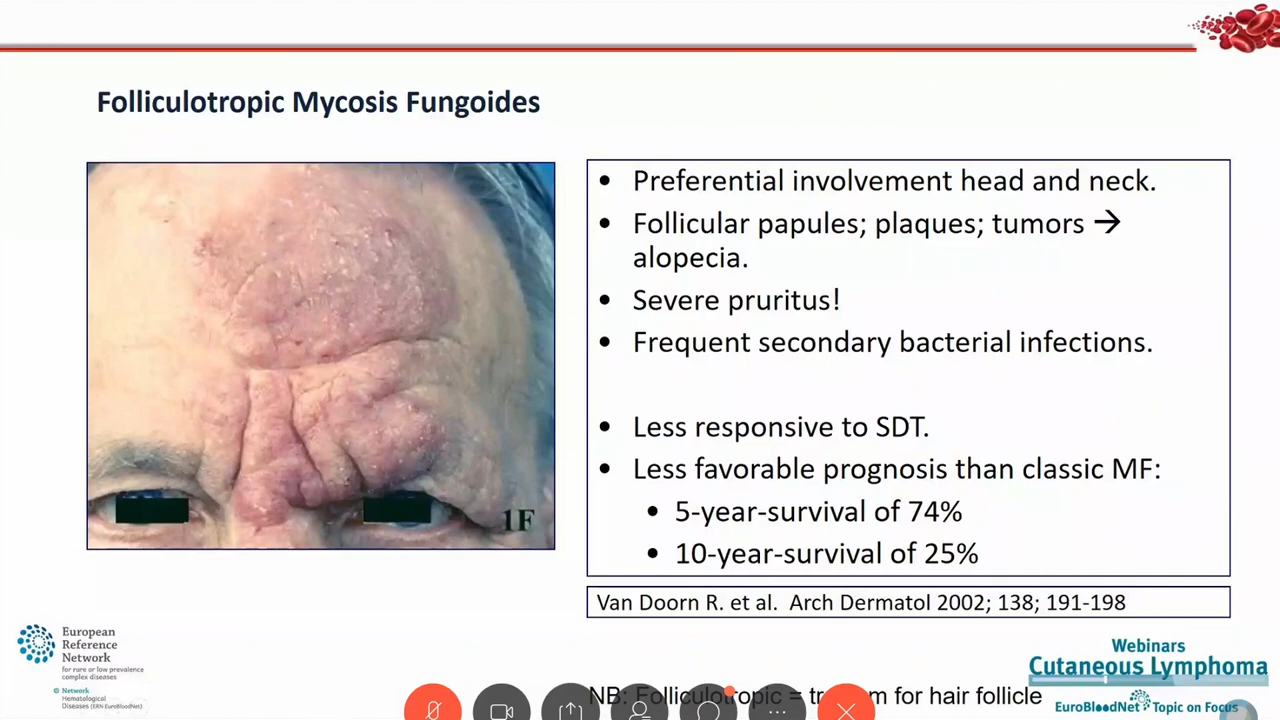 Folliculotropic Mycosis Fungoides
1F
• Preferential involvement head and neck.
• Follicular papules; plaques; tumors →
alopecia.
• Severe pruritus!
• Frequent secondary bacterial infections.
• Less responsive to SDT.
• Less favorable prognosis than classic MF:
• 5-year-survival of 74%
• 10-year-survival of 25%
Van Doorn R. et al. Arch Dermatol 2002; 138; 191-198
European
Reference
Network
for rare or low prevalence
complex diseases
Network
Hematological
Diseases (ERN EuroBloodNet)
NB: Folliculotropic = for hair follicle
Webinars
Cutaneous Lymphoma
EuroBloodNet Topic on Focus